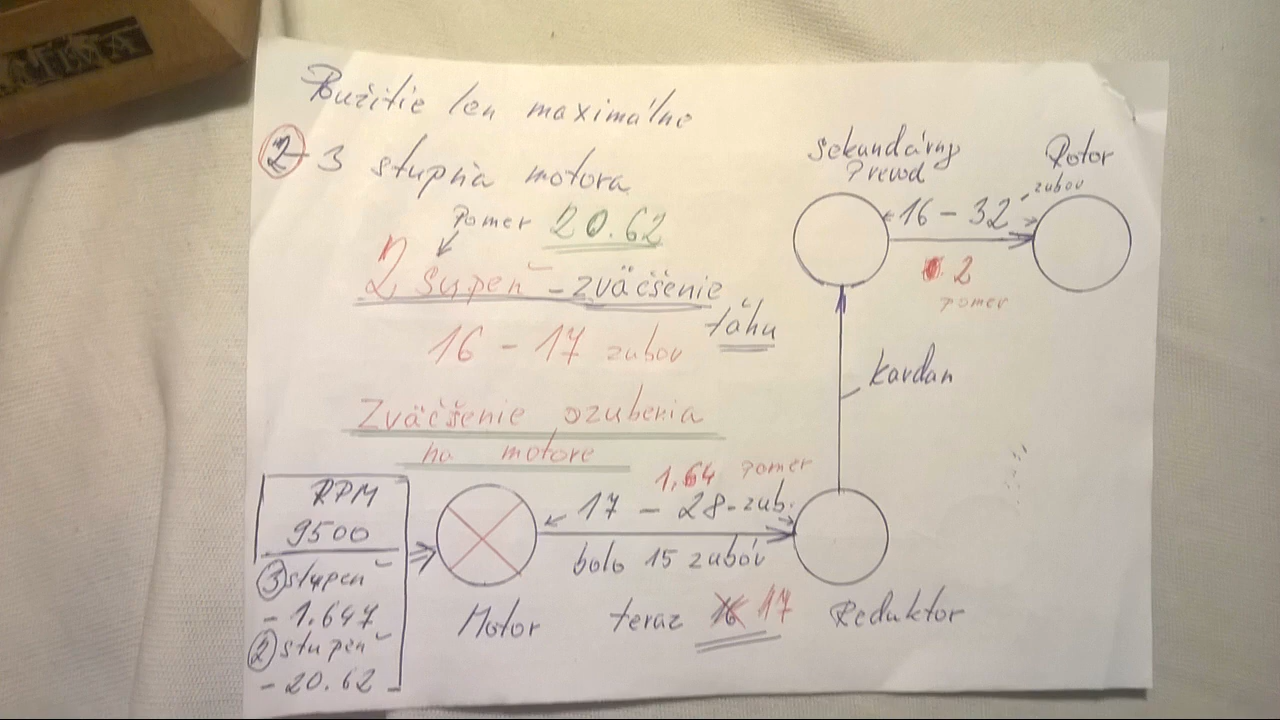 Použitie len maximálne
2-3 stupňa motora
Pomer 20.62
2 supeň - zväčšenie
ťahu
16 - 17 zubov
Zväčšenie ozubenia
na motore
RPM
9500
3 stupeň
- 1.647
2 stupeň
- 20.62
Motor
1,64 pomer
17 - 28-zub.
bolo 15 zubov
teraz 16 17
Reduktor
Kardan
Sekundárny
Prevod
16 - 32
zubov
2
pomer
Rotor